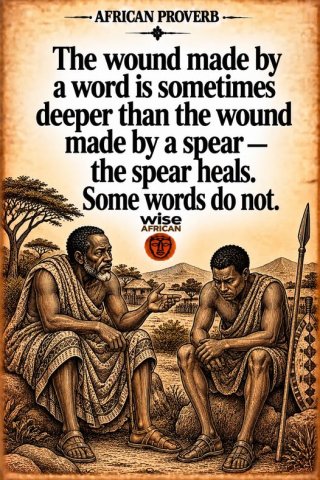 AFRICAN PROVERB
The wound made by
a word is sometimes
deeper than the wound
made by a spear —
the spear heals.
Some words do not.
wise
AFRICAN